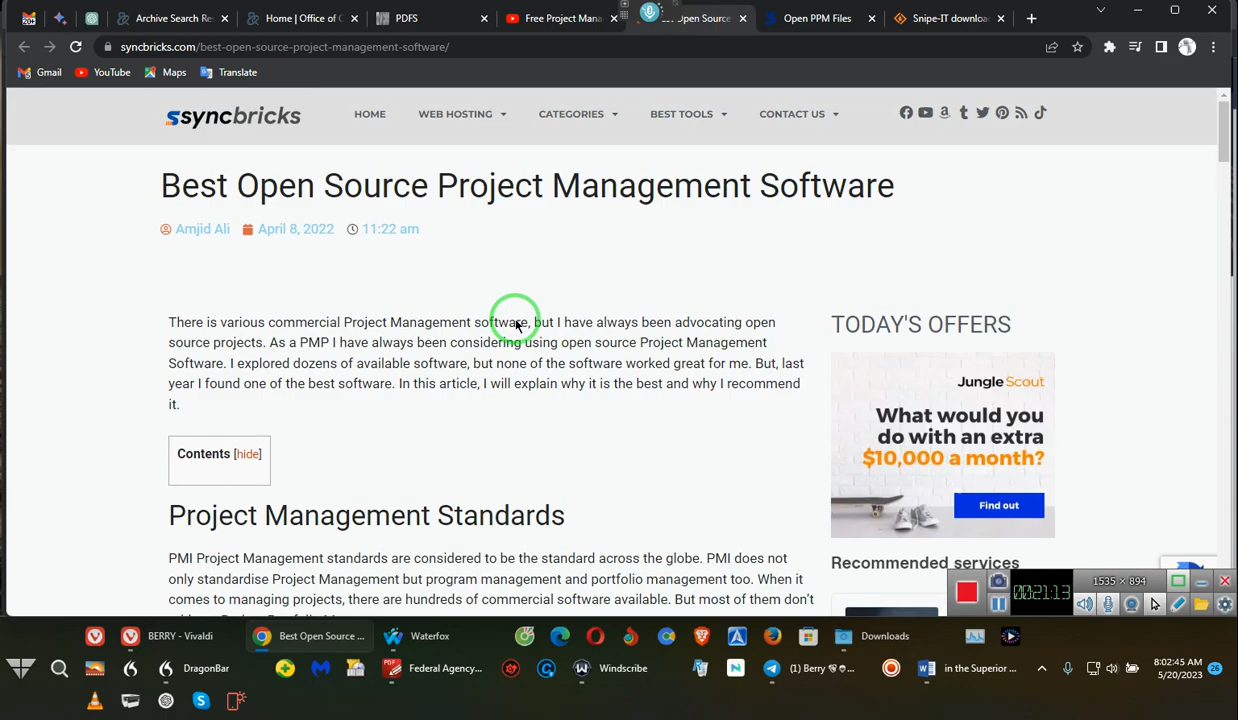 20+
Archive Search Re
Home | Office of C
PDFS
Free Project Mana
Open Source
Open PPM Files
Snipe-IT downloa
syncbricks.com/best-open-source-project-management-software/
Gmail
YouTube
Maps
Translate
syncbricks
HOME
WEB HOSTING
CATEGORIES
BEST TOOLS
CONTACT US
Best Open Source Project Management Software
Amjid Ali
April 8, 2022
11:22 am
There is various commercial Project Management software, but I have always been advocating open
source projects. As a PMP I have always been considering using open source Project Management
Software. I explored dozens of available software, but none of the software worked great for me. But, last
year I found one of the best software. In this article, I will explain why it is the best and why I recommend
it.
Contents [hide]
Project Management Standards
PMI Project Management standards are considered to be the standard across the globe. PMI does not
only standardise Project Management but program management and portfolio management too. When it
comes to managing projects, there are hundreds of commercial software available. But most of them don't
TODAY'S OFFERS
Jungle Scout
What would you
do with an extra
$10,000 a month?
Find out
Recommended services
1535 × 894
00:21:13
BERRY - Vivaldi
Best Open Source ...
Waterfox
Downloads
DragonBar
Federal Agency...
Windscribe
(1) Berry
in the Superior ...
8:02:45 AM
5/20/2023
26